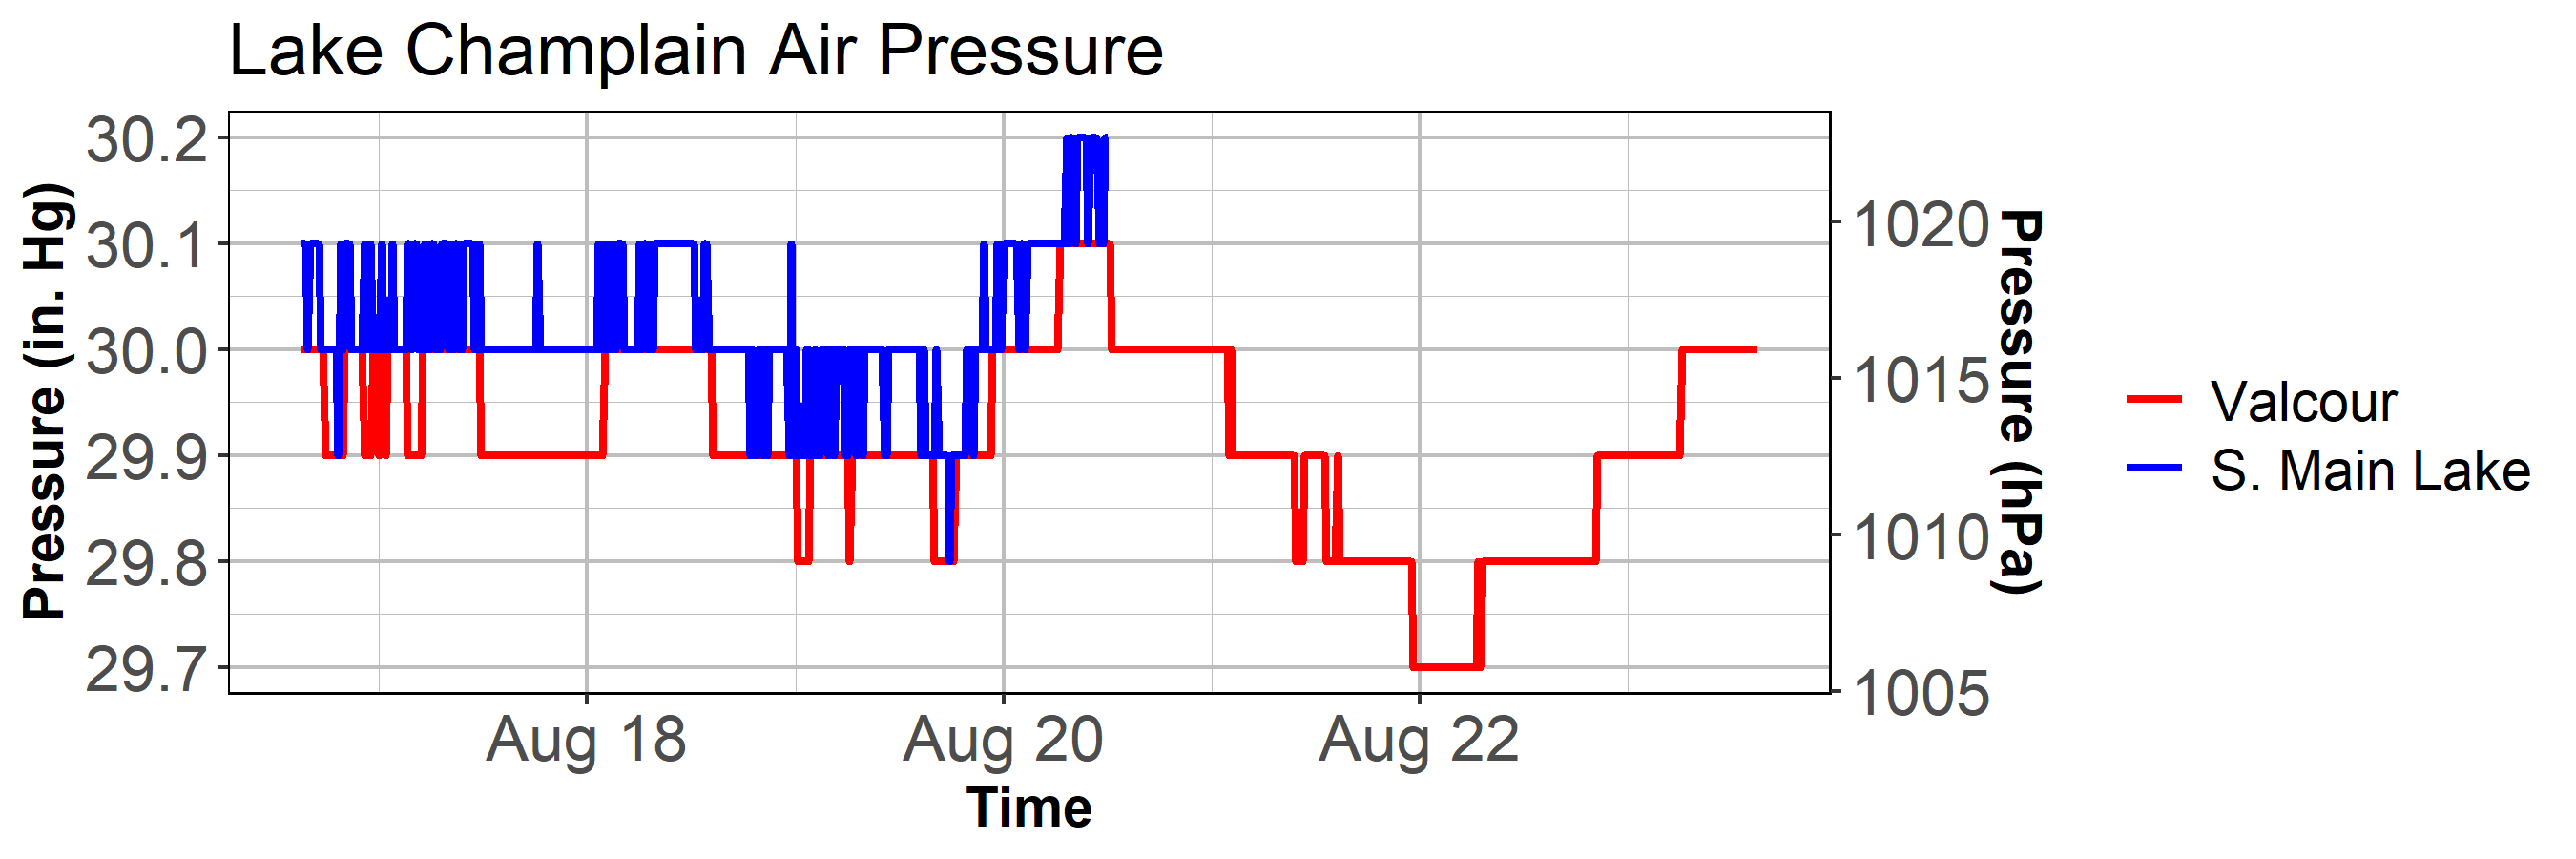 Lake Champlain Air Pressure
Pressure (in. Hg)
30.2
30.1
30.0
29.9
29.8
29.7
1020
1015
1010
1005
Pressure (hPa)
Valcour
S. Main Lake
Aug 18
Aug 20
Aug 22
Time